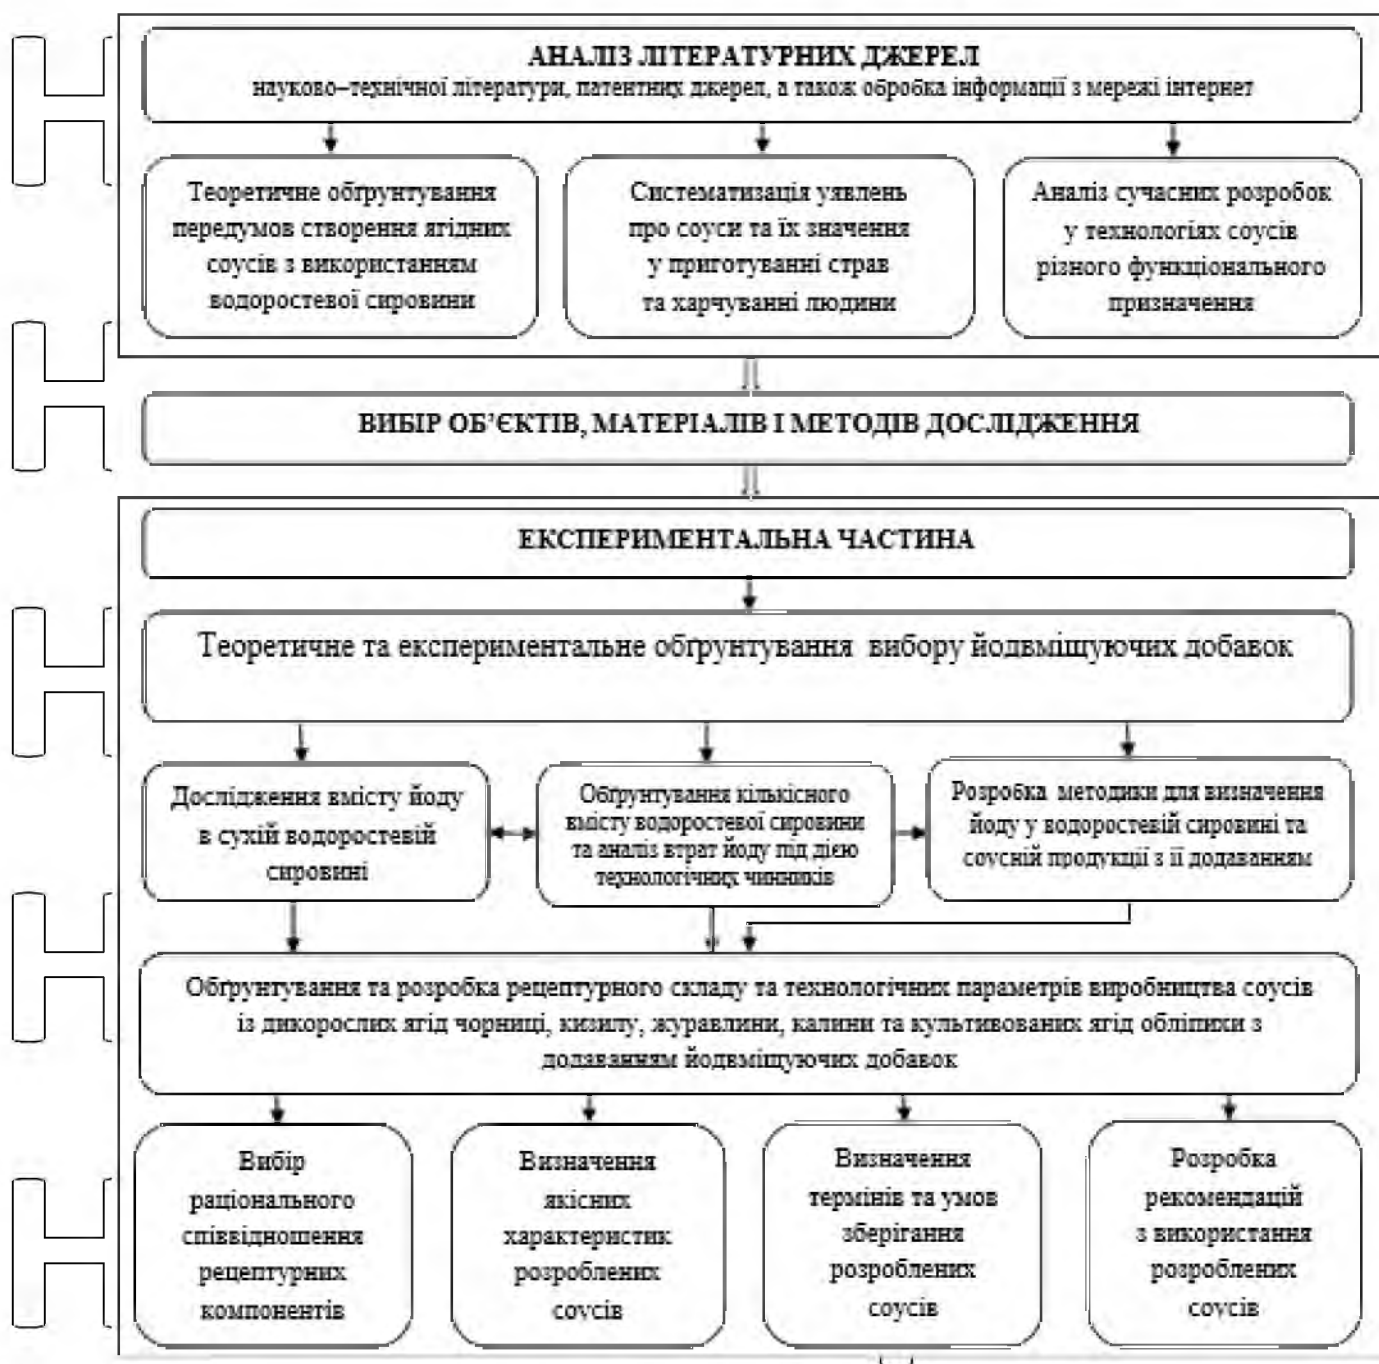 АНАЛІЗ ЛІТЕРАТУРНИХ ДЖЕРЕЛ
науково–технічної літератури, патентних джерел, а також обробка інформації з мережі інтернет
Теоретичне обґрунтування
передумов створення ягідних
соусів з використанням
водоростевої сировини
Систематизація уявлень
про соуси та їх значення
у приготуванні страв
та харчуванні людини
Аналіз сучасних розробок
у технологіях соусів
різного функціонального
призначення
ВИБІР ОБ’ЄКТІВ, МАТЕРІАЛІВ І МЕТОДІВ ДОСЛІДЖЕННЯ
ЕКСПЕРИМЕНТАЛЬНА ЧАСТИНА
Теоретичне та експериментальне обґрунтування вибору йодвміщуючих добавок
Дослідження вмісту йоду
в сухій водоростевій
сировині
Обґрунтування кількісного
вмісту водоростевої сировини
та аналіз втрат йоду під дією
технологічних чинників
Розробка методики для визначення
йоду у водоростевій сировині та
соусній продукції з її додаванням
Обґрунтування та розробка рецептурного складу та технологічних параметрів виробництва соусів
із дикорослих ягід чорниці, кизилу, журавлини, калини та культивованих ягід обліпихи з
додаванням йодвміщуючих добавок
Вибір
раціонального
співвідношення
рецептурних
компонентів
Визначення
якісних
характеристик
розроблених
соусів
Визначення
термінів та умов
зберігання
розроблених
соусів
Розробка
рекомендацій
з використання
розроблених
соусів